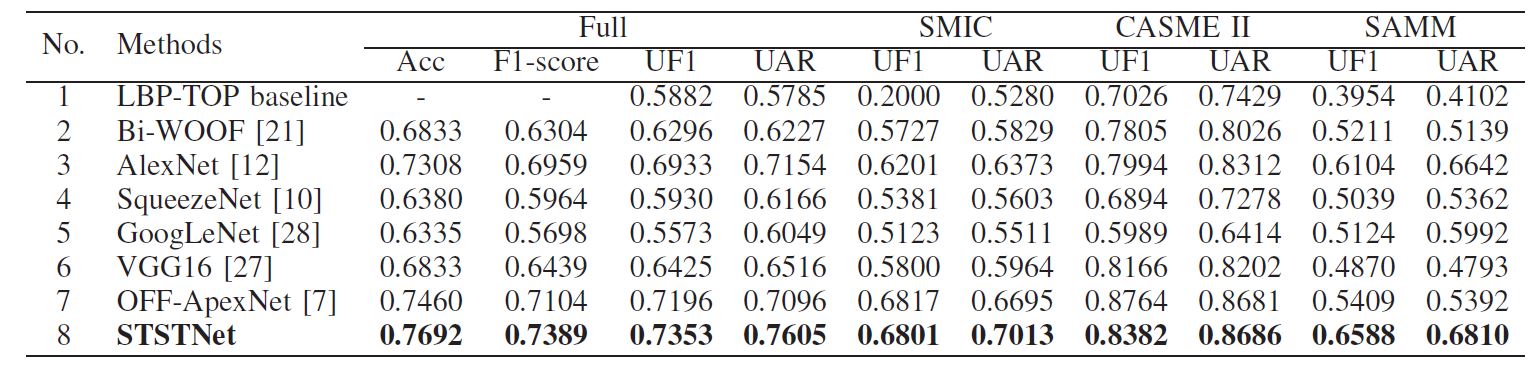 No. Methods Full SMIC CASME II SAMM
Acc F1-score UF1 UAR UF1 UAR UF1 UAR UF1 UAR
1 LBP-TOP baseline - - 0.5882 0.5785 0.2000 0.5280 0.7026 0.7429 0.3954 0.4102
2 Bi-WOOF [21] 0.6833 0.6304 0.6296 0.6227 0.5727 0.5829 0.7805 0.8026 0.5211 0.5139
3 AlexNet [12] 0.7308 0.6959 0.6933 0.7154 0.6201 0.6373 0.7994 0.8312 0.6104 0.6642
4 SqueezeNet [10] 0.6380 0.5964 0.5930 0.6166 0.5381 0.5603 0.6894 0.7278 0.5039 0.5362
5 GoogLeNet [28] 0.6335 0.5698 0.5573 0.6049 0.5123 0.5511 0.5989 0.6414 0.5124 0.5992
6 VGG16 [27] 0.6833 0.6439 0.6425 0.6516 0.5800 0.5964 0.8166 0.8202 0.4870 0.4793
7 OFF-ApexNet [7] 0.7460 0.7104 0.7196 0.7096 0.6817 0.6695 0.8764 0.8681 0.5409 0.5392
8 STSTNet 0.7692 0.7389 0.7353 0.7605 0.6801 0.7013 0.8382 0.8686 0.6588 0.6810